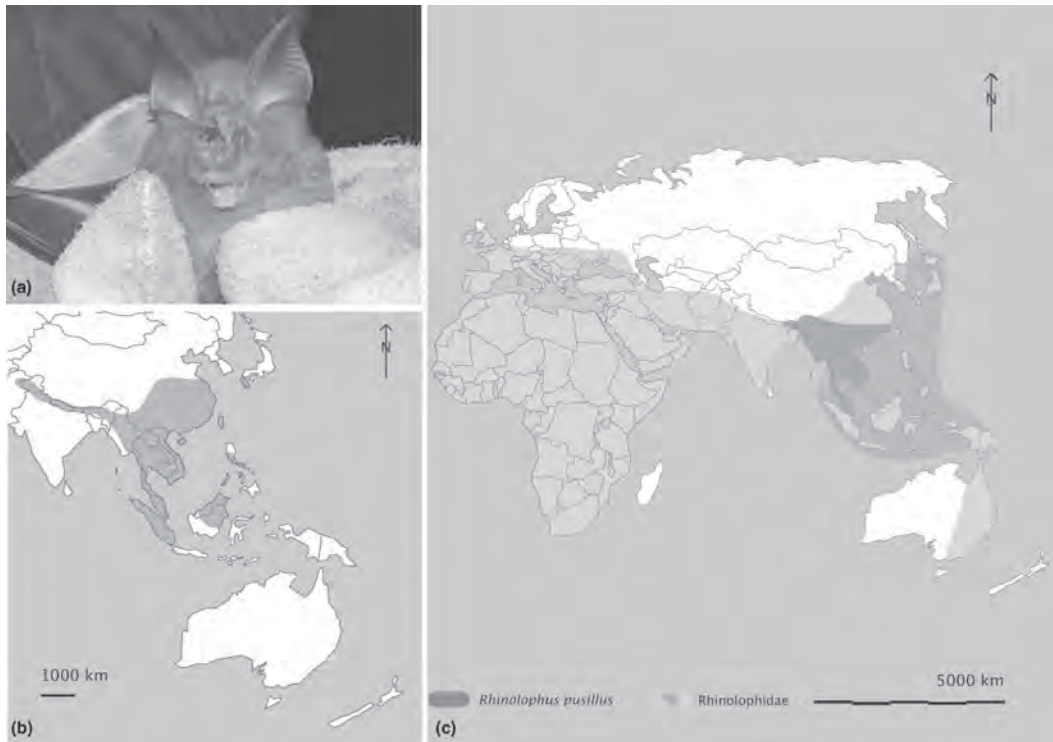 (a)
N
1000 km
(b)
N
5000 km
Rhinolophus pusillus
Rhinolophidae
(c)